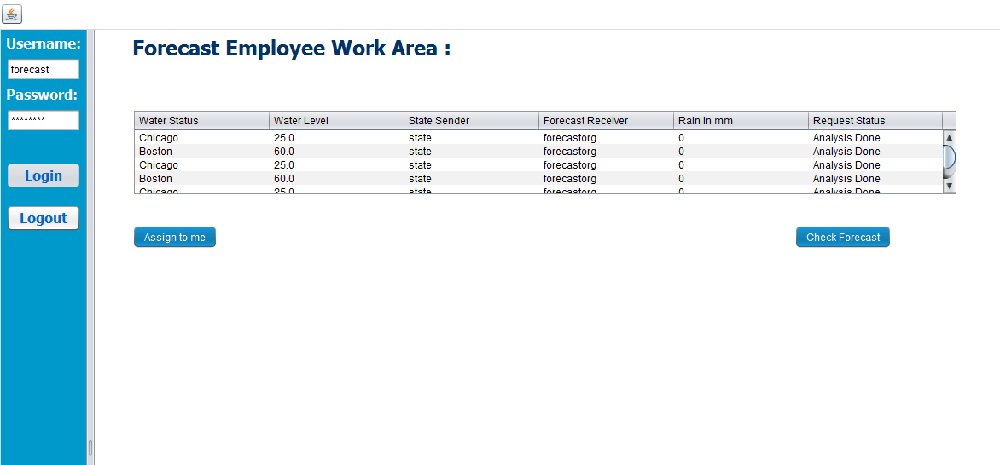 Username:
forecast
Password:
********
Login
Logout
Forecast Employee Work Area :
Water Status Water Level State Sender Forecast Receiver Rain in mm Request Status
Chicago 25.0 state forecastorg 0 Analysis Done
Boston 60.0 state forecastorg 0 Analysis Done
Chicago 25.0 state forecastorg 0 Analysis Done
Boston 60.0 state forecastorg 0 Analysis Done
Chicago 25.0 state forecastorg 0 Analysis Done
Assign to me Check Forecast